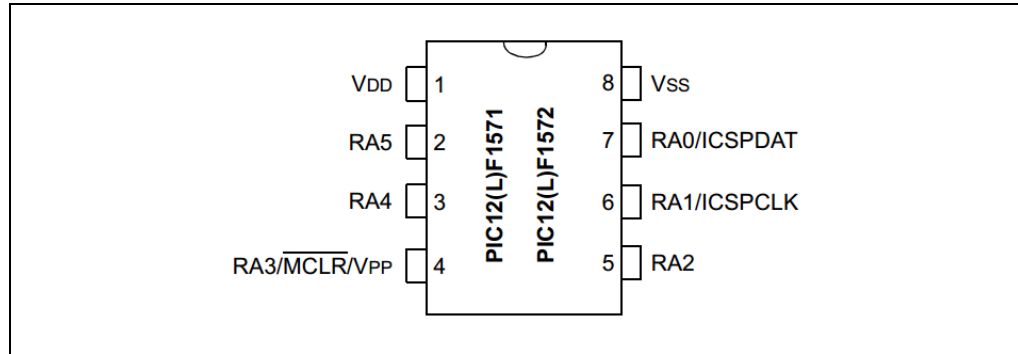 VDD 1 8 VSS
RA5 2 7 RA0/ICSPDAT
RA4 3 6 RA1/ICSPCLK
RA3/MCLR/VPP 4 5 RA2
PIC12(L)F1571
PIC12(L)F1572